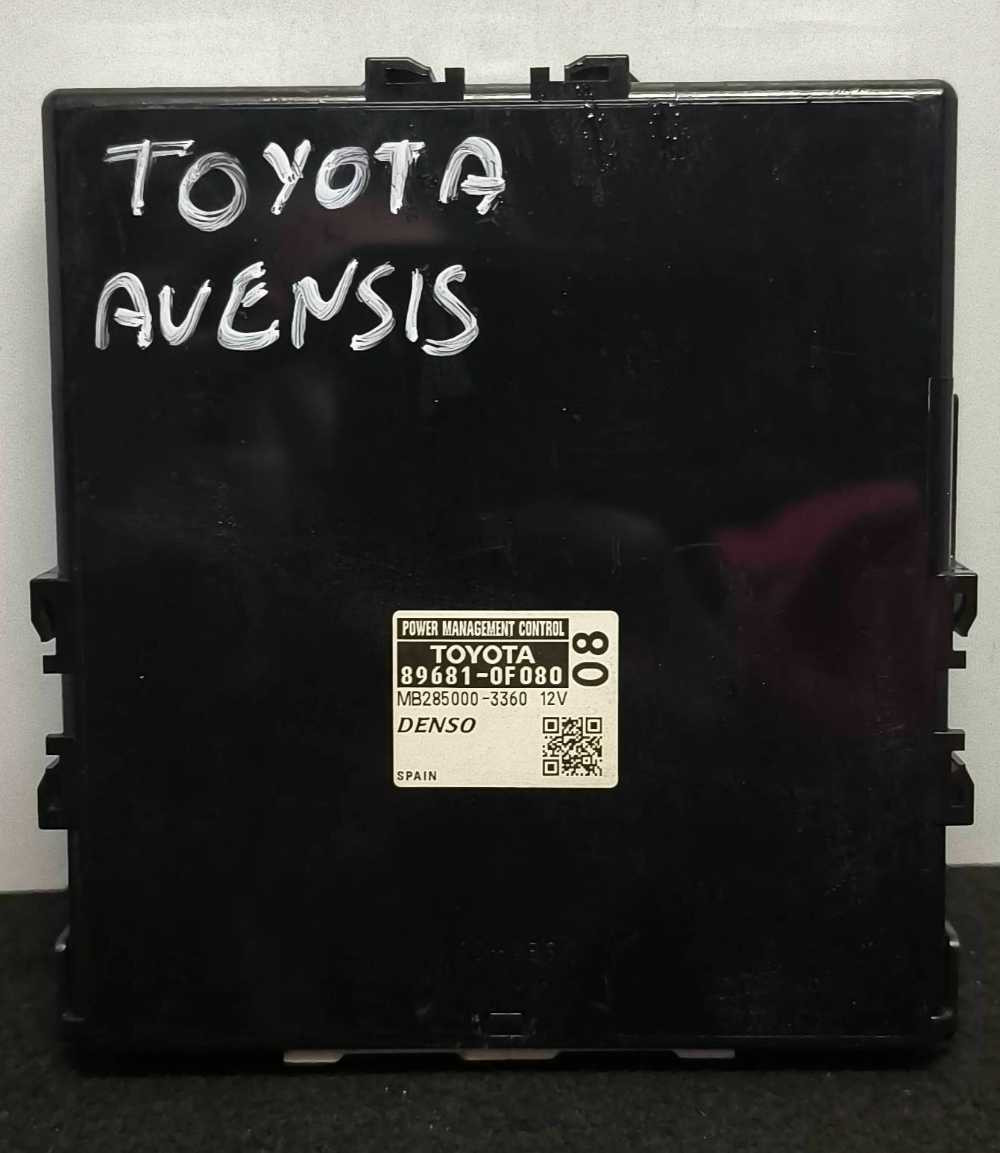 TOYOTA
AVENSIS
POWER MANAGEMENT CONTROL
TOYOTA
89681-0F080
08
MB285000-3360 12V
DENSO
SPAIN